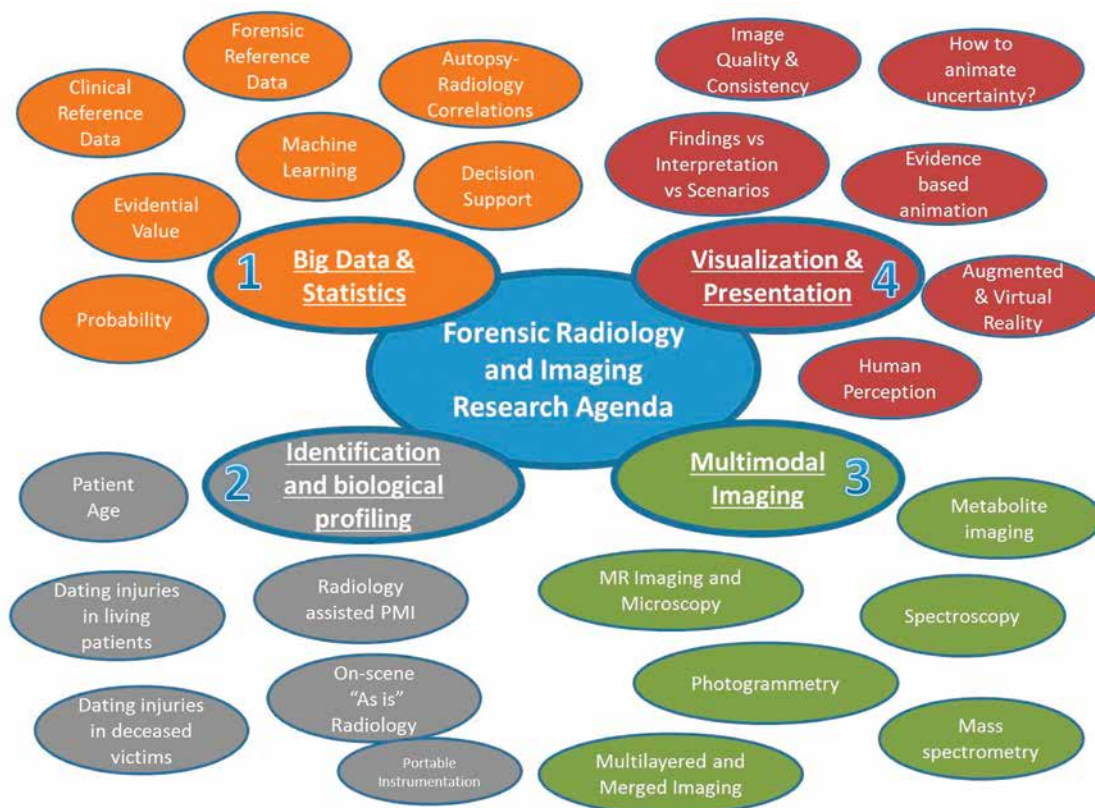 Forensic
Reference
Data
Clinical
Reference
Data
Autopsy-
Radiology
Correlations
Machine
Learning
Decision
Support
Evidential
Value
Probability
1
Big Data &
Statistics
Image
Quality &
Consistency
How to
animate
uncertainty?
Findings vs
Interpretation
vs Scenarios
Evidence
based
animation
Visualization &
Presentation
4
Augmented
& Virtual
Reality
Human
Perception
Forensic Radiology
and Imaging
Research Agenda
2
Identification
and biological
profiling
Patient
Age
Dating injuries
in living
patients
Radiology
assisted PMI
On-scene
“As is”
Radiology
Dating injuries
in deceased
victims
Portable
Instrumentation
Multimodal
Imaging
3
Metabolite
imaging
MR Imaging and
Microscopy
Spectroscopy
Photogrammetry
Mass
spectrometry
Multilayered and
Merged Imaging